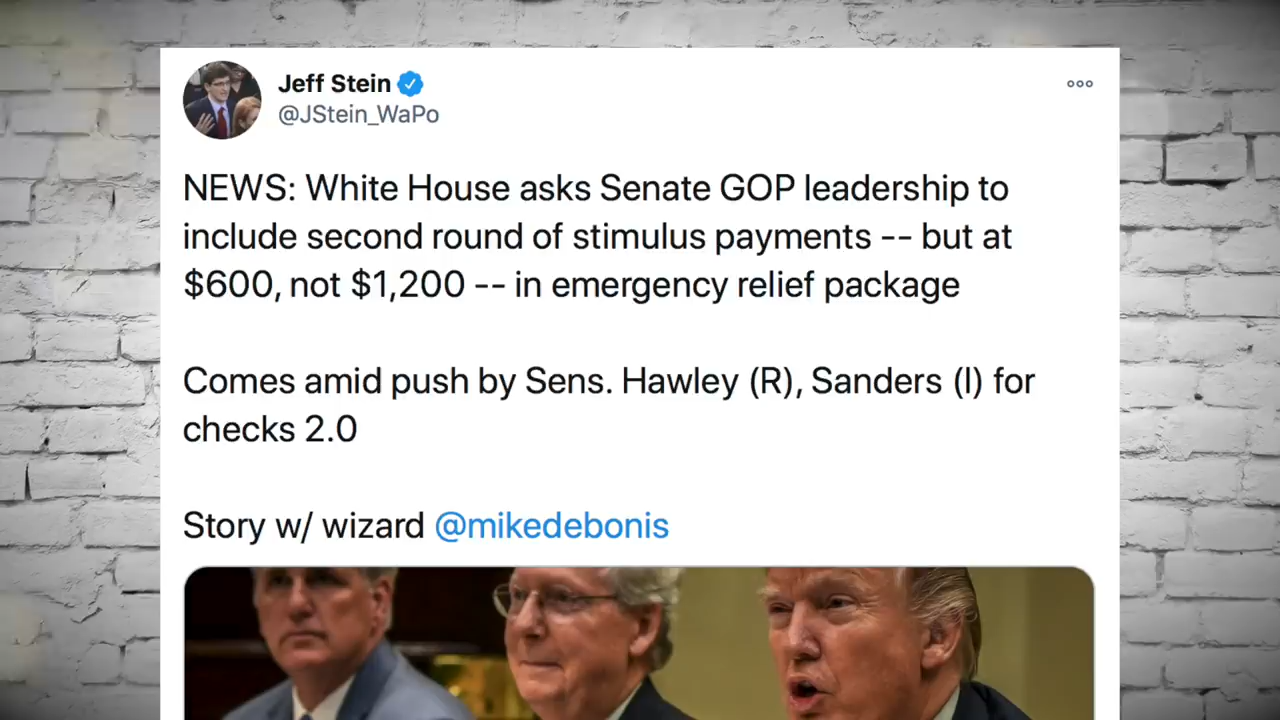 Jeff Stein
@JStein_WaPo
NEWS: White House asks Senate GOP leadership to
include second round of stimulus payments -- but at
$600, not $1,200 -- in emergency relief package
Comes amid push by Sens. Hawley (R), Sanders (I) for
checks 2.0
Story w/ wizard @mikedebonis